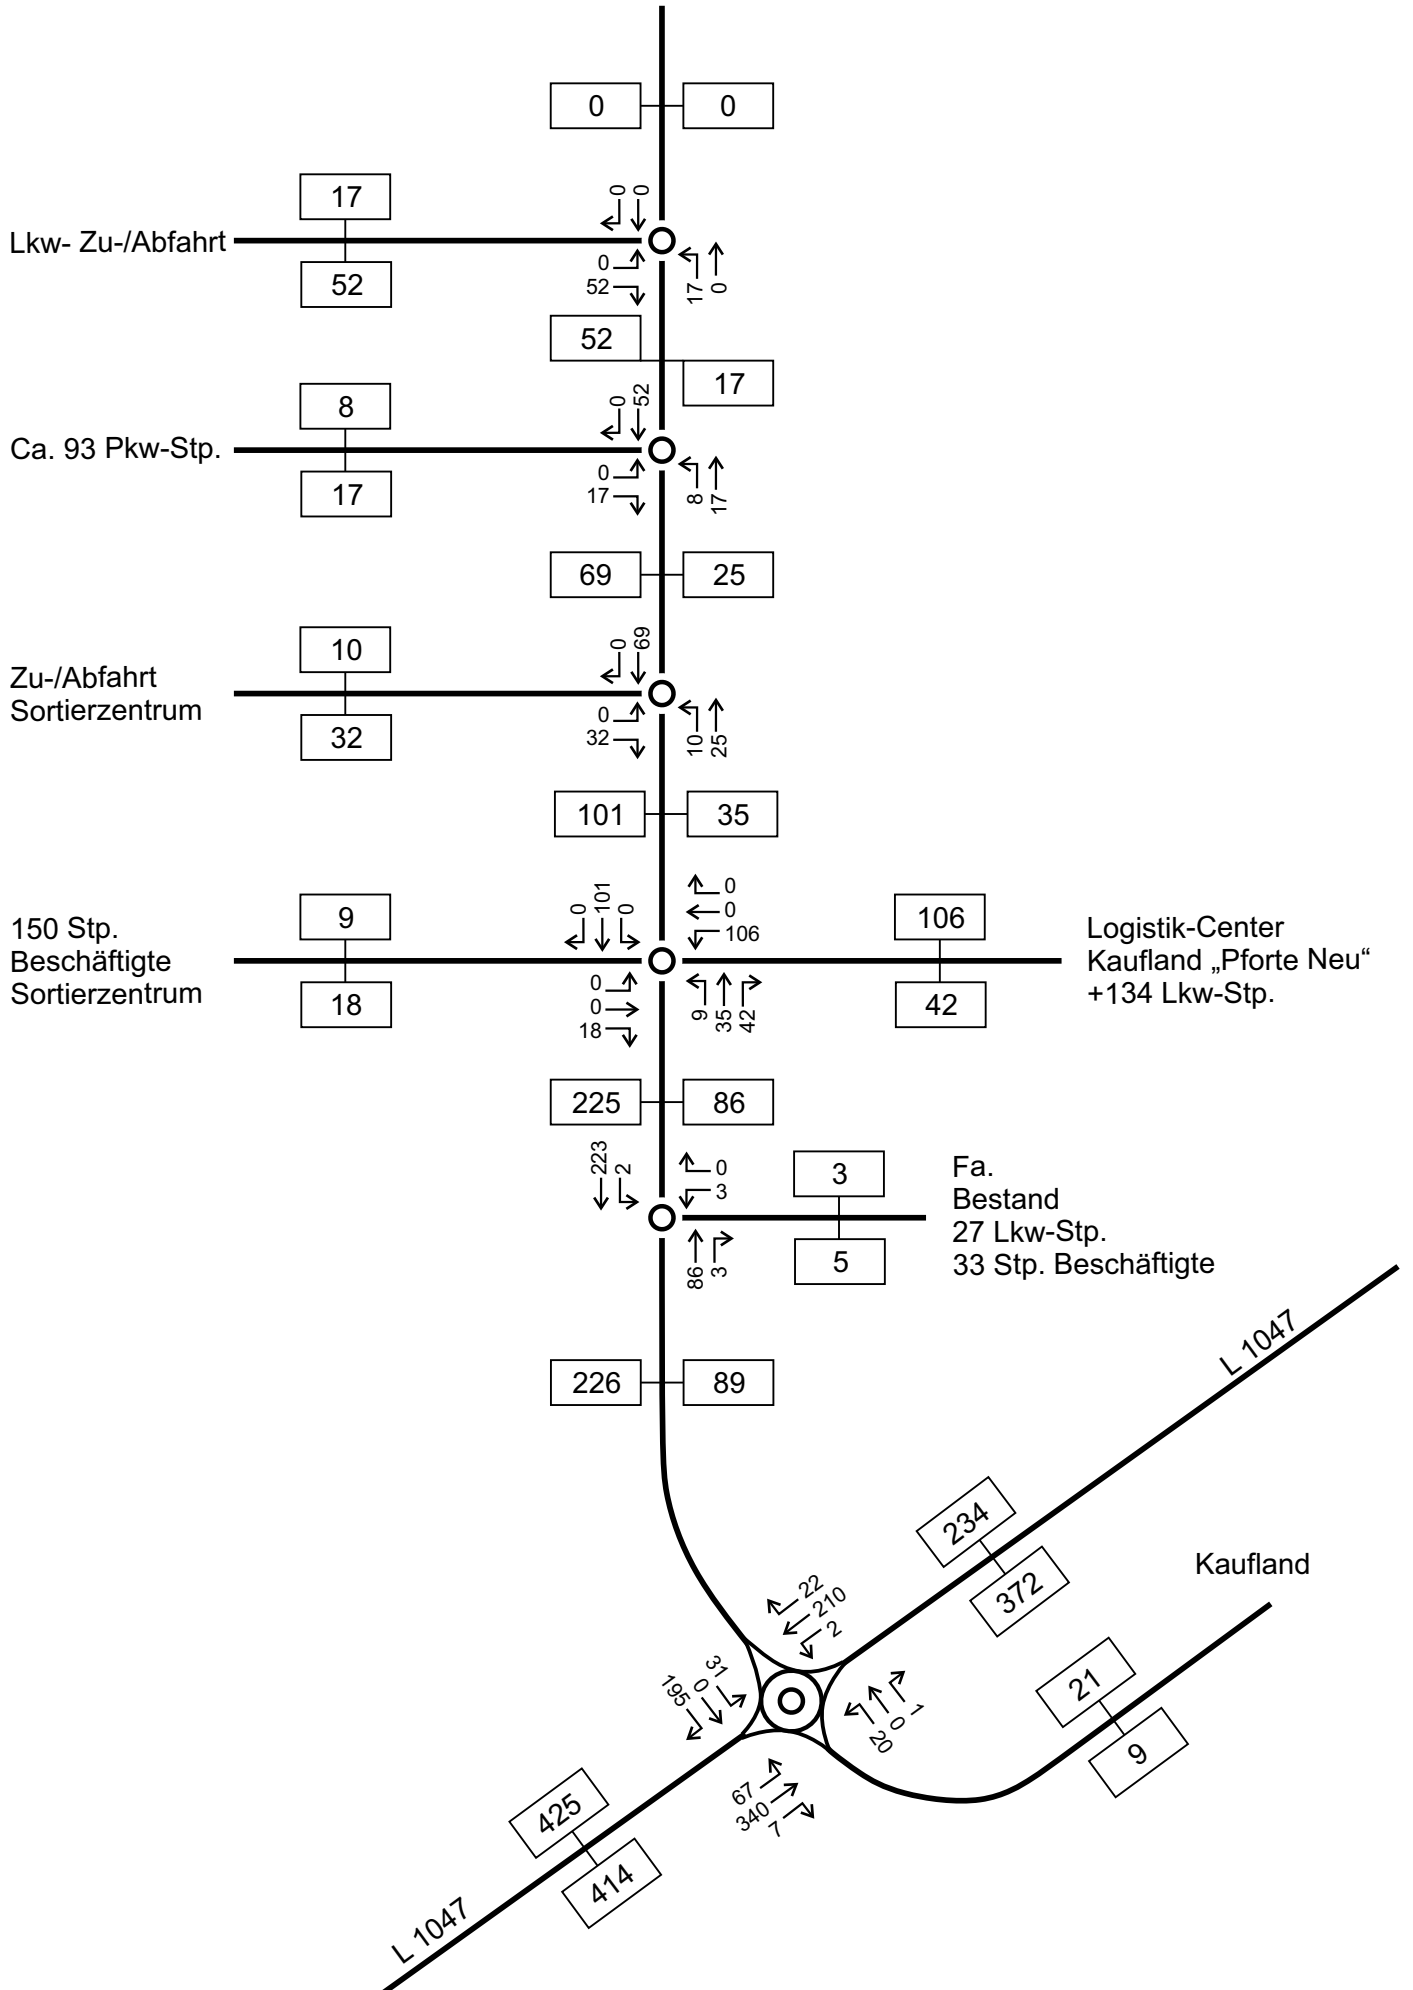 0 0
17
0 0
Lkw- Zu-/Abfahrt
0
52
52
17 0
52
17
8
0 52
Ca. 93 Pkw-Stp.
0
17
17
8 17
69 25
10
0 69
Zu-/Abfahrt
Sortierzentrum
0
32
32
10 25
101 35
9
0 101 0
0
0
106
106
150 Stp.
Beschäftigte
Sortierzentrum
Logistik-Center
Kaufland „Pforte Neu“
+134 Lkw-Stp.
18
0
0
18
9 35 42
42
225 86
223 2
0
3
3
Fa.
Bestand
27 Lkw-Stp.
33 Stp. Beschäftigte
86 3
5
226 89
L 1047
234
372
Kaufland
22
210
2
195 0 31
20 0 1
21
9
67
340
7
425
414
L 1047